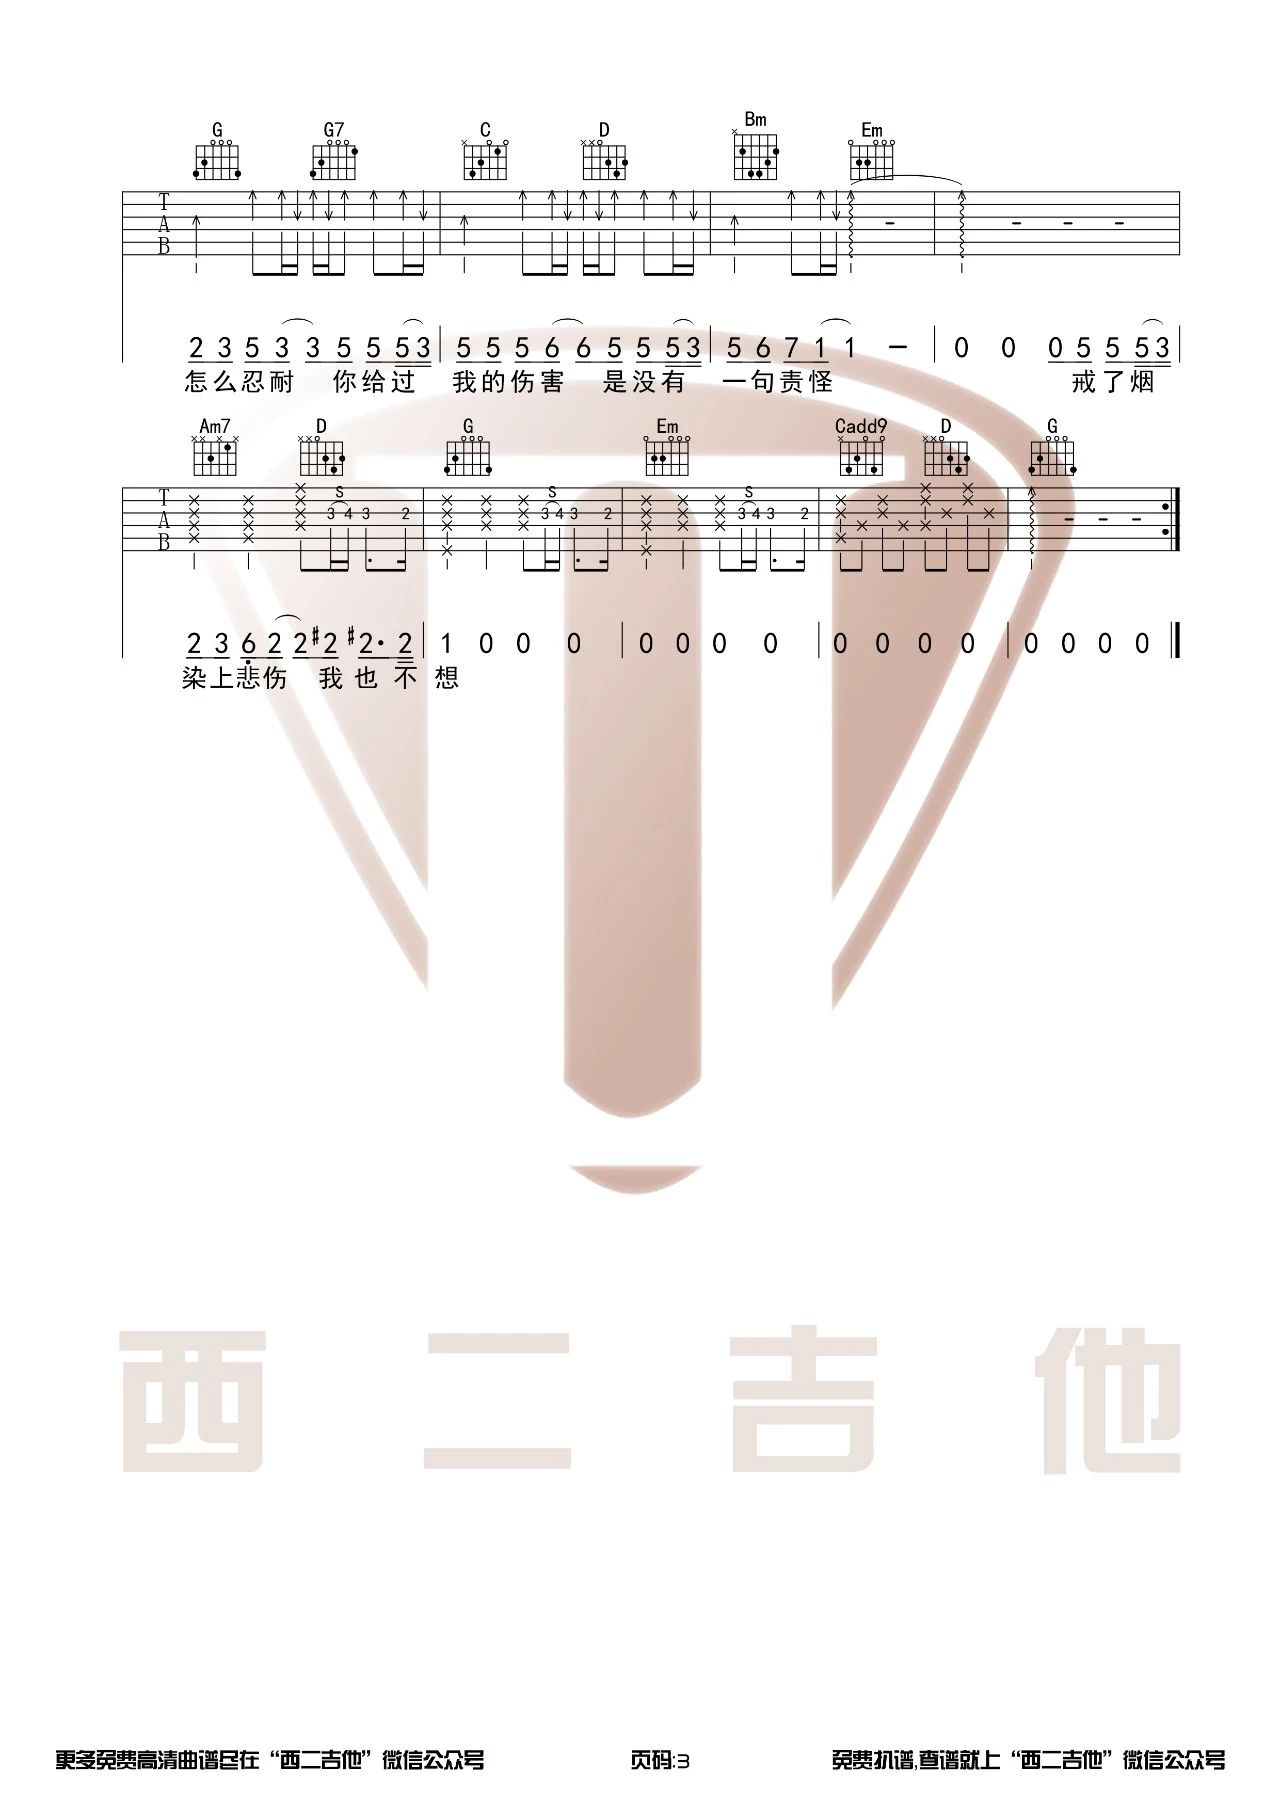 G G7 C D Bm Em
T
A
B
2 3 5 3 3 5 5 5 3 5 5 5 6 6 5 5 5 3 5 6 7 1 1 — 0 0 0 5 5 5 3
怎么忍耐 你给过 我的伤害 是没有 一句责怪 戒了烟
Am7 D G Em Cadd9 D G
S S S
T
A
B
3 4 3 2 3 4 3 2 3 4 3 2
2 3 6 2 2 #2 #2· 2 1 0 0 0 0 0 0 0 0 0 0 0 0 0 0 0
染上悲伤 我也不想
西二吉他
更多免费高清曲谱尽在“西二吉他”微信公众号 页码:3 免费扒谱,查谱就上“西二吉他”微信公众号